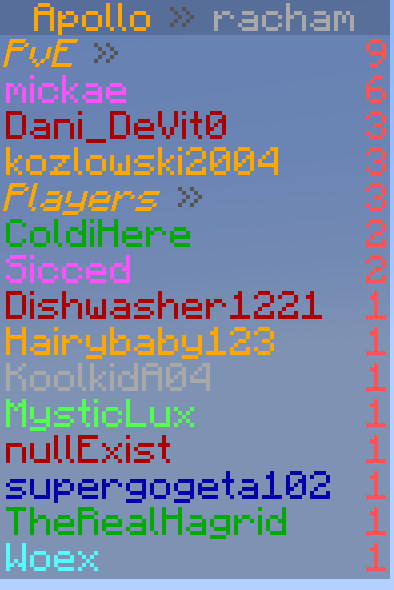 Apollo » racham
PvE » 9
mickae 6
Dani_DeVit0 3
kozlowski2004 3
Players » 3
ColdiHere 2
Sicced 2
Dishwasher1221 1
Hairybaby123 1
KoolkidA04 1
MysticLux 1
nullExist 1
supergogeta102 1
TheRealHagrid 1
Woex 1